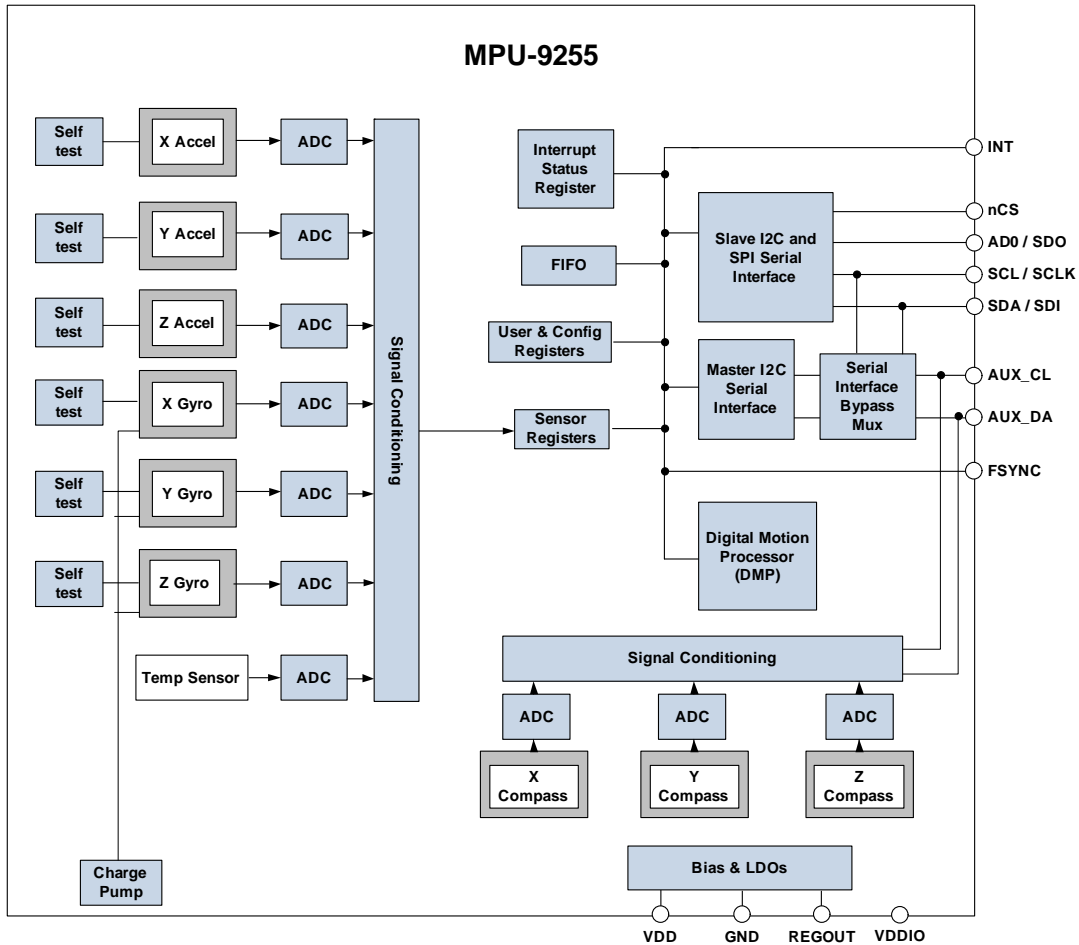 MPU-9255
Self
test
X Accel
ADC
Self
test
Y Accel
ADC
Self
test
Z Accel
ADC
Self
test
X Gyro
ADC
Self
test
Y Gyro
ADC
Self
test
Z Gyro
ADC
Temp Sensor
ADC
Signal Conditioning
Charge
Pump
Interrupt
Status
Register
FIFO
User & Config
Registers
Sensor
Registers
Slave I2C and
SPI Serial
Interface
Master I2C
Serial
Interface
Serial
Interface
Bypass
Mux
Digital Motion
Processor
(DMP)
INT
nCS
AD0 / SDO
SCL / SCLK
SDA / SDI
AUX_CL
AUX_DA
FSYNC
Signal Conditioning
ADC
ADC
ADC
X
Compass
Y
Compass
Z
Compass
Bias & LDOs
VDD
GND
REGOUT
VDDIO